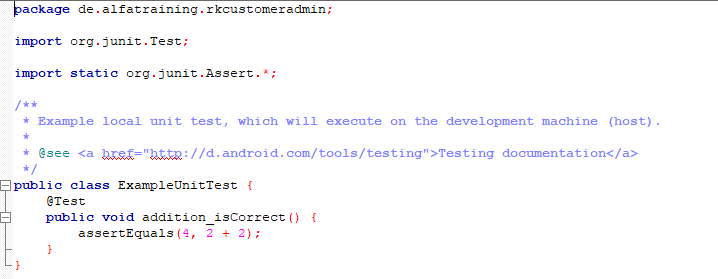 package de.alfatraining.rkcustomeradmin;
import org.junit.Test;
import static org.junit.Assert.*;
/**
* Example local unit test, which will execute on the development machine (host).
*
* @see <a href="http://d.android.com/tools/testing">Testing documentation</a>
*/
public class ExampleUnitTest {
@Test
public void addition_isCorrect() {
assertEquals(4, 2 + 2);
}
}